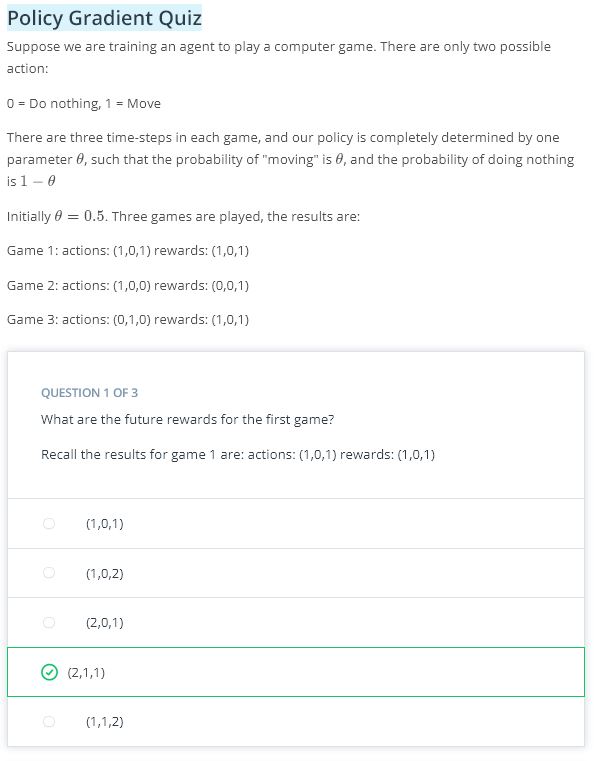 Policy Gradient Quiz
Suppose we are training an agent to play a computer game. There are only two possible
action:
0 = Do nothing, 1 = Move
There are three time-steps in each game, and our policy is completely determined by one
parameter θ, such that the probability of "moving" is θ, and the probability of doing nothing
is 1 − θ
Initially θ = 0.5. Three games are played, the results are:
Game 1: actions: (1,0,1) rewards: (1,0,1)
Game 2: actions: (1,0,0) rewards: (0,0,1)
Game 3: actions: (0,1,0) rewards: (1,0,1)
QUESTION 1 OF 3
What are the future rewards for the first game?
Recall the results for game 1 are: actions: (1,0,1) rewards: (1,0,1)
(1,0,1)
(1,0,2)
(2,0,1)
(2,1,1)
(1,1,2)